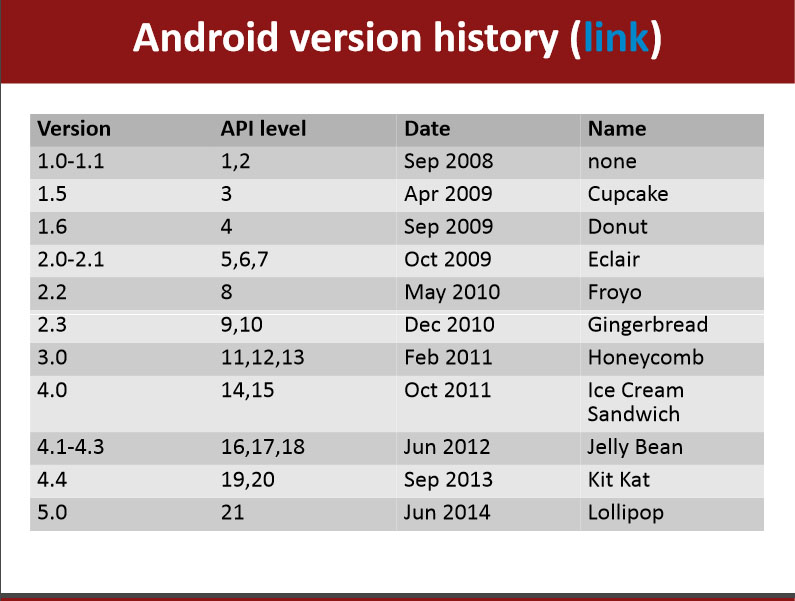 Android version history (link)
Version API level Date Name
1.0-1.1 1,2 Sep 2008 none
1.5 3 Apr 2009 Cupcake
1.6 4 Sep 2009 Donut
2.0-2.1 5,6,7 Oct 2009 Eclair
2.2 8 May 2010 Froyo
2.3 9,10 Dec 2010 Gingerbread
3.0 11,12,13 Feb 2011 Honeycomb
4.0 14,15 Oct 2011 Ice Cream
Sandwich
4.1-4.3 16,17,18 Jun 2012 Jelly Bean
4.4 19,20 Sep 2013 Kit Kat
5.0 21 Jun 2014 Lollipop